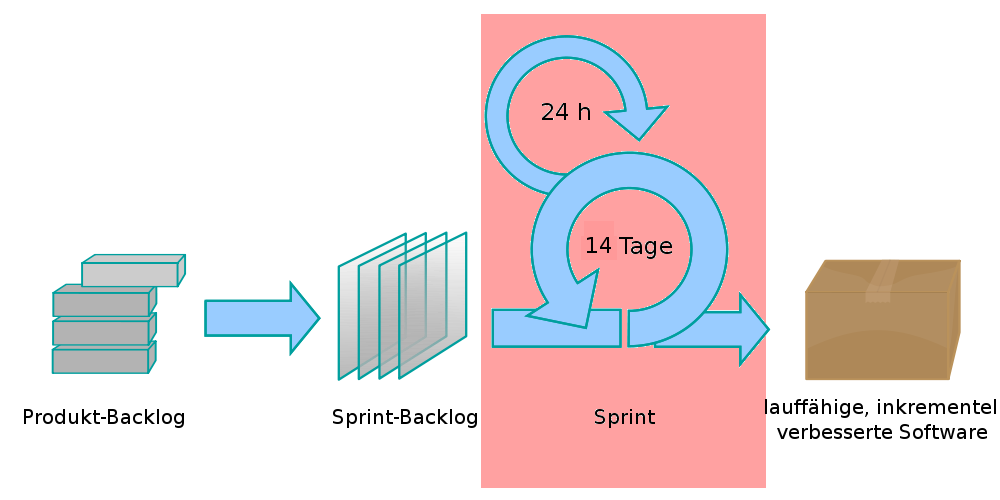 24 h
14 Tage
Produkt-Backlog
Sprint-Backlog
Sprint
lauffähige, inkrementel
verbesserte Software